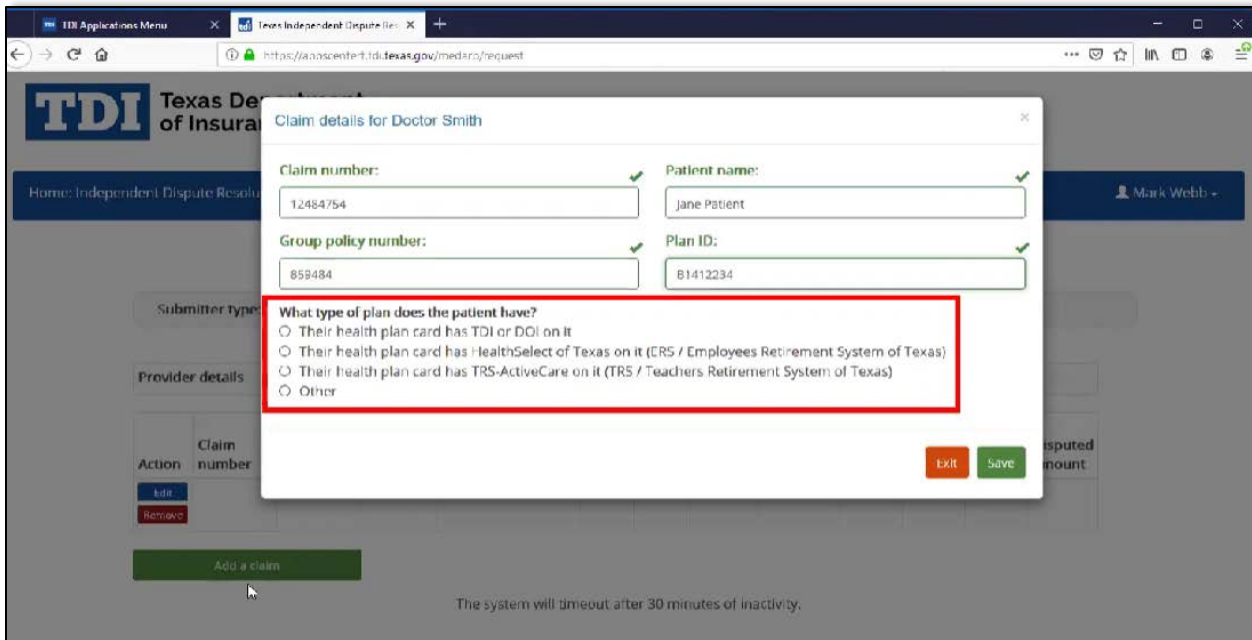 TDI Applications Menu
Texas Independent Dispute Res
https://appscenter1.tdi.texas.gov/medarb/request
TDI
Texas De
of Insura
Home: Independent Dispute Resolu
Mark Webb
Claim details for Doctor Smith
Claim number:
Patient name:
12484754
Jane Patient
Group policy number:
Plan ID:
859484
B1412234
Submitter type:
What type of plan does the patient have?
Their health plan card has TDI or DOI on it
Their health plan card has HealthSelect of Texas on it (ERS / Employees Retirement System of Texas)
Their health plan card has TRS-ActiveCare on it (TRS / Teachers Retirement System of Texas)
Other
Provider details
Exit
Save
Action
Claim
number
isputed
mount
Edit
Remove
Add a claim
The system will timeout after 30 minutes of inactivity.